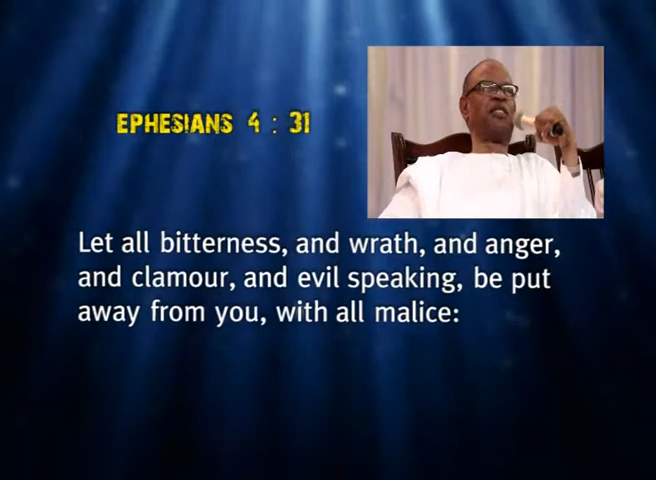 EPHESIANS 4 : 31
Let all bitterness, and wrath, and anger,
and clamour, and evil speaking, be put
away from you, with all malice: